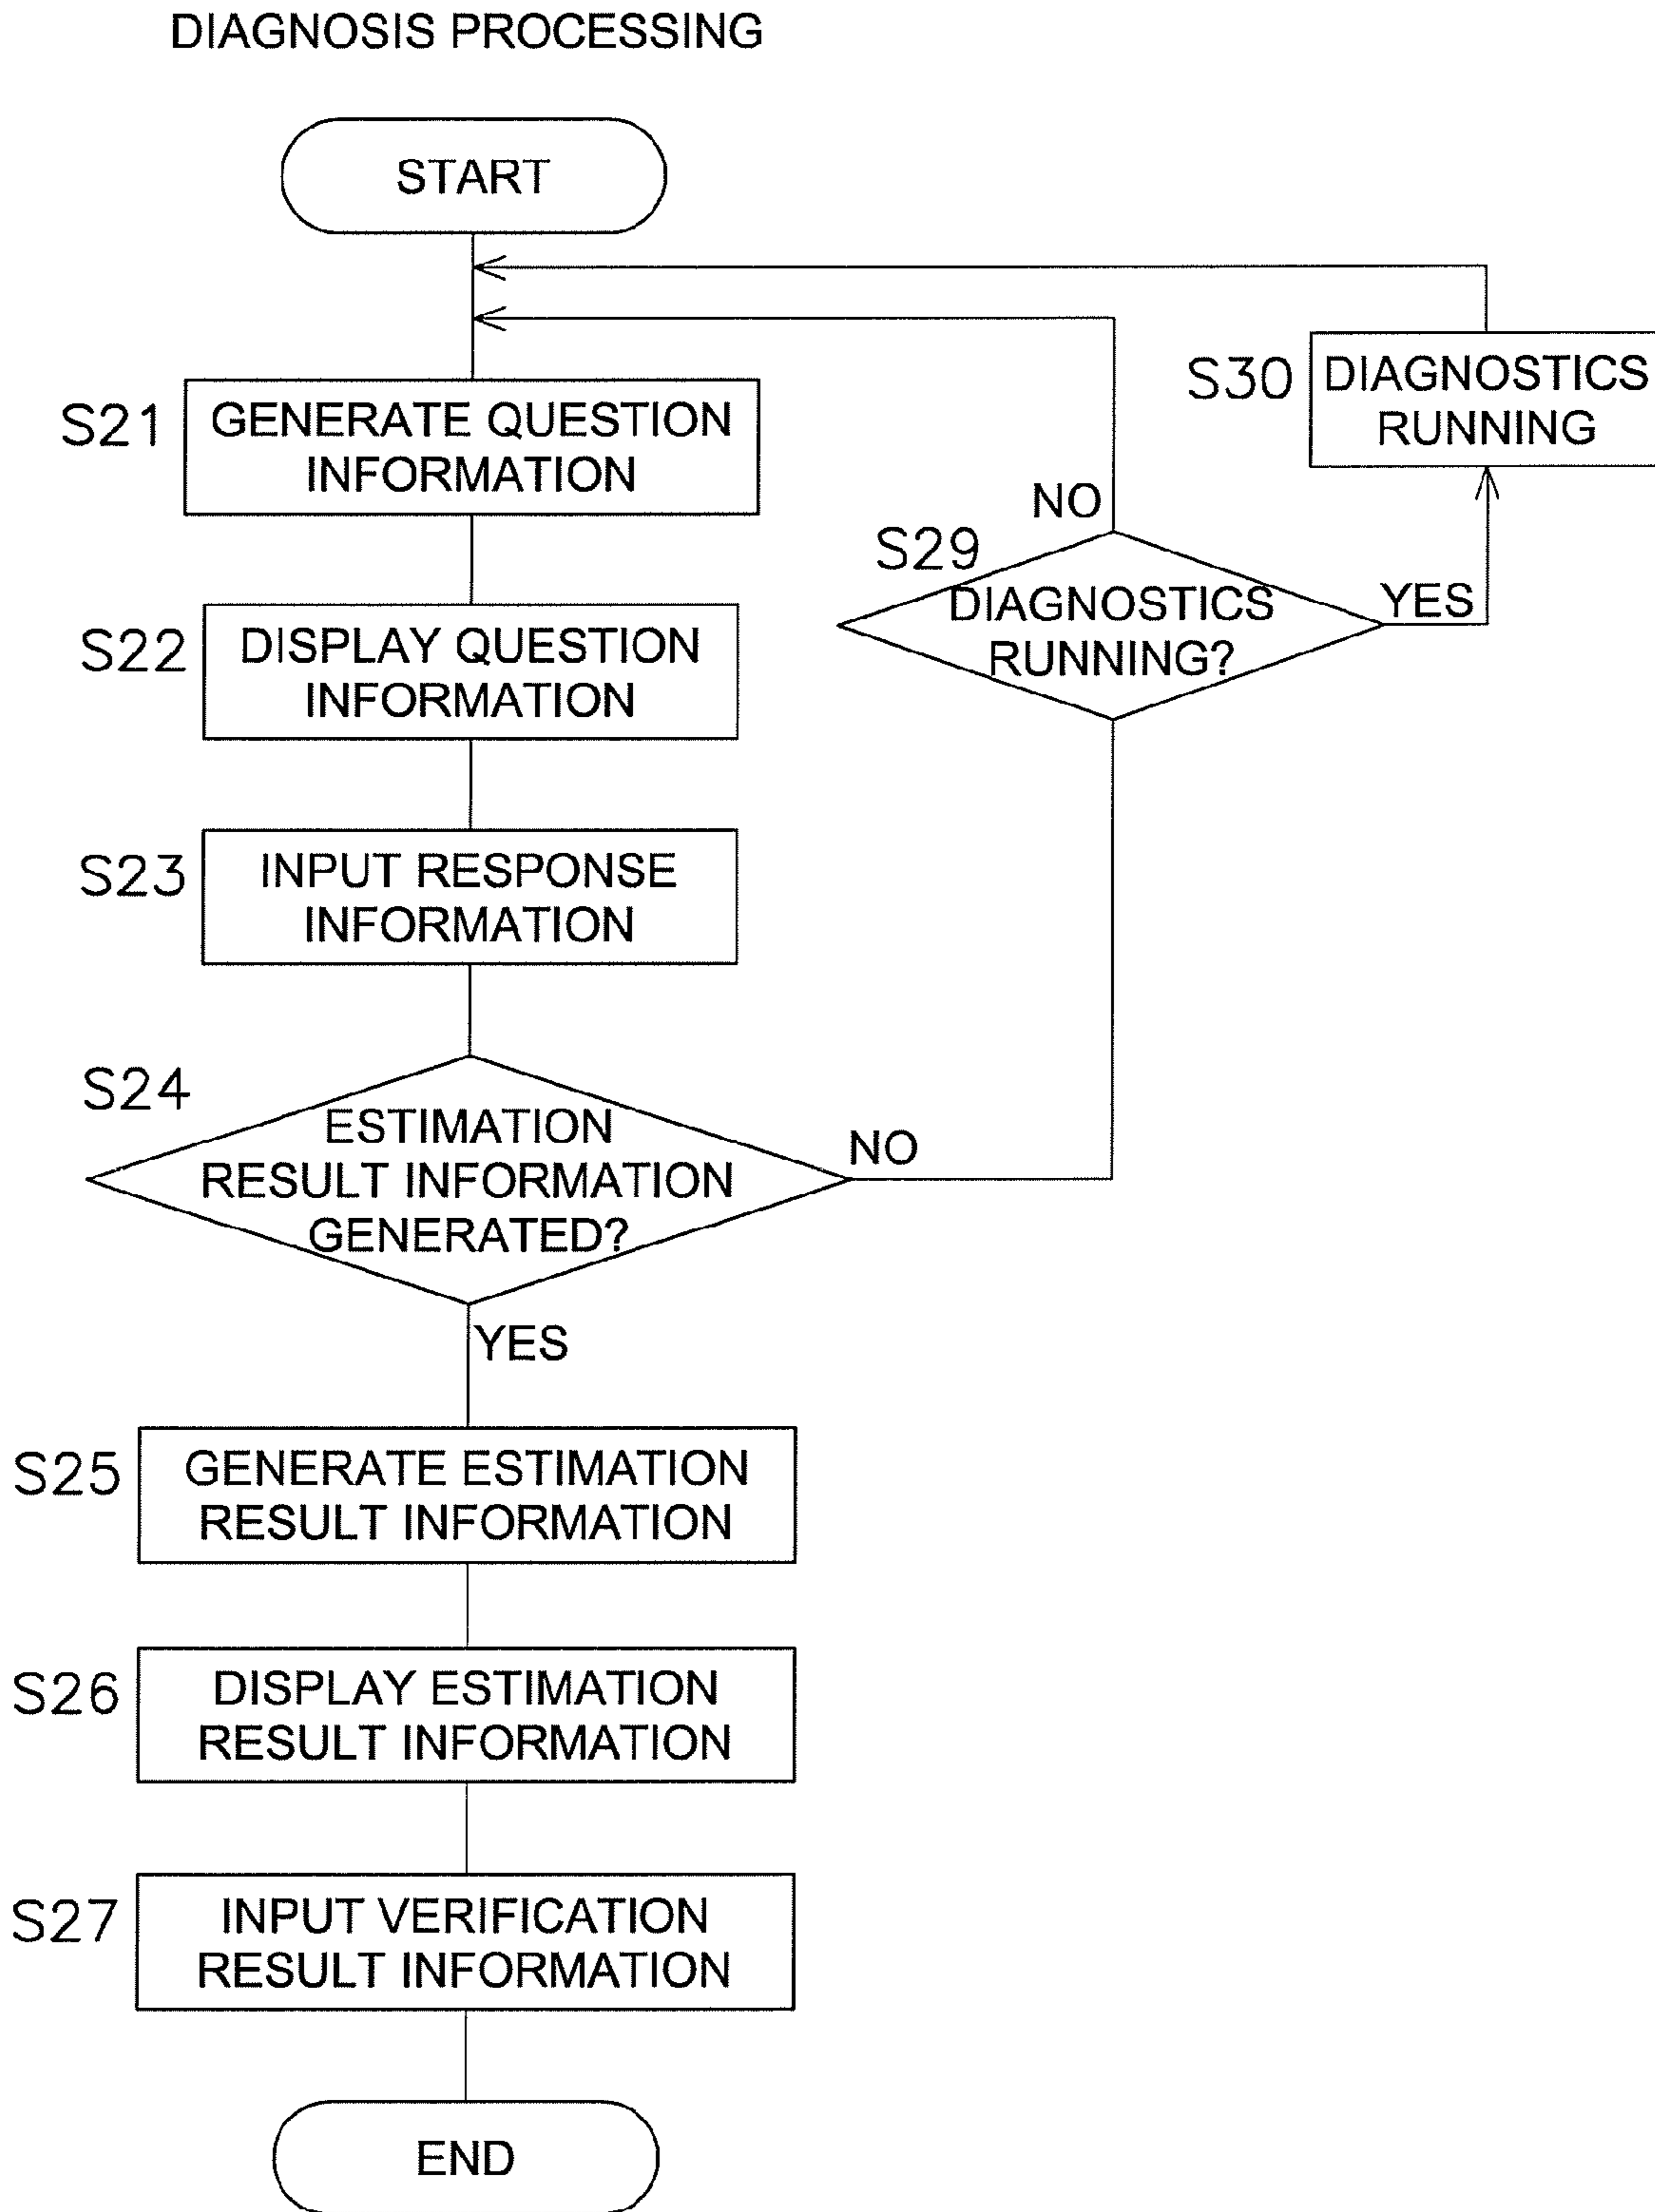 DIAGNOSIS PROCESSING
START
S21
GENERATE QUESTION
INFORMATION
S22
DISPLAY QUESTION
INFORMATION
S23
INPUT RESPONSE
INFORMATION
S24
ESTIMATION
RESULT INFORMATION
GENERATED?
NO
YES
S29
DIAGNOSTICS
RUNNING?
NO
YES
S30
DIAGNOSTICS
RUNNING
S25
GENERATE ESTIMATION
RESULT INFORMATION
S26
DISPLAY ESTIMATION
RESULT INFORMATION
S27
INPUT VERIFICATION
RESULT INFORMATION
END